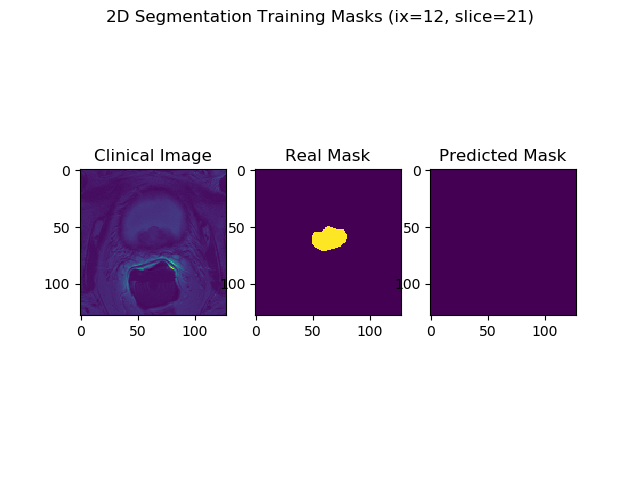 2D Segmentation Training Masks (ix=12, slice=21)
Clinical Image Real Mask Predicted Mask
0 0 0
50 50 50
100 100 100
0 100 0 50 100 0 100
50